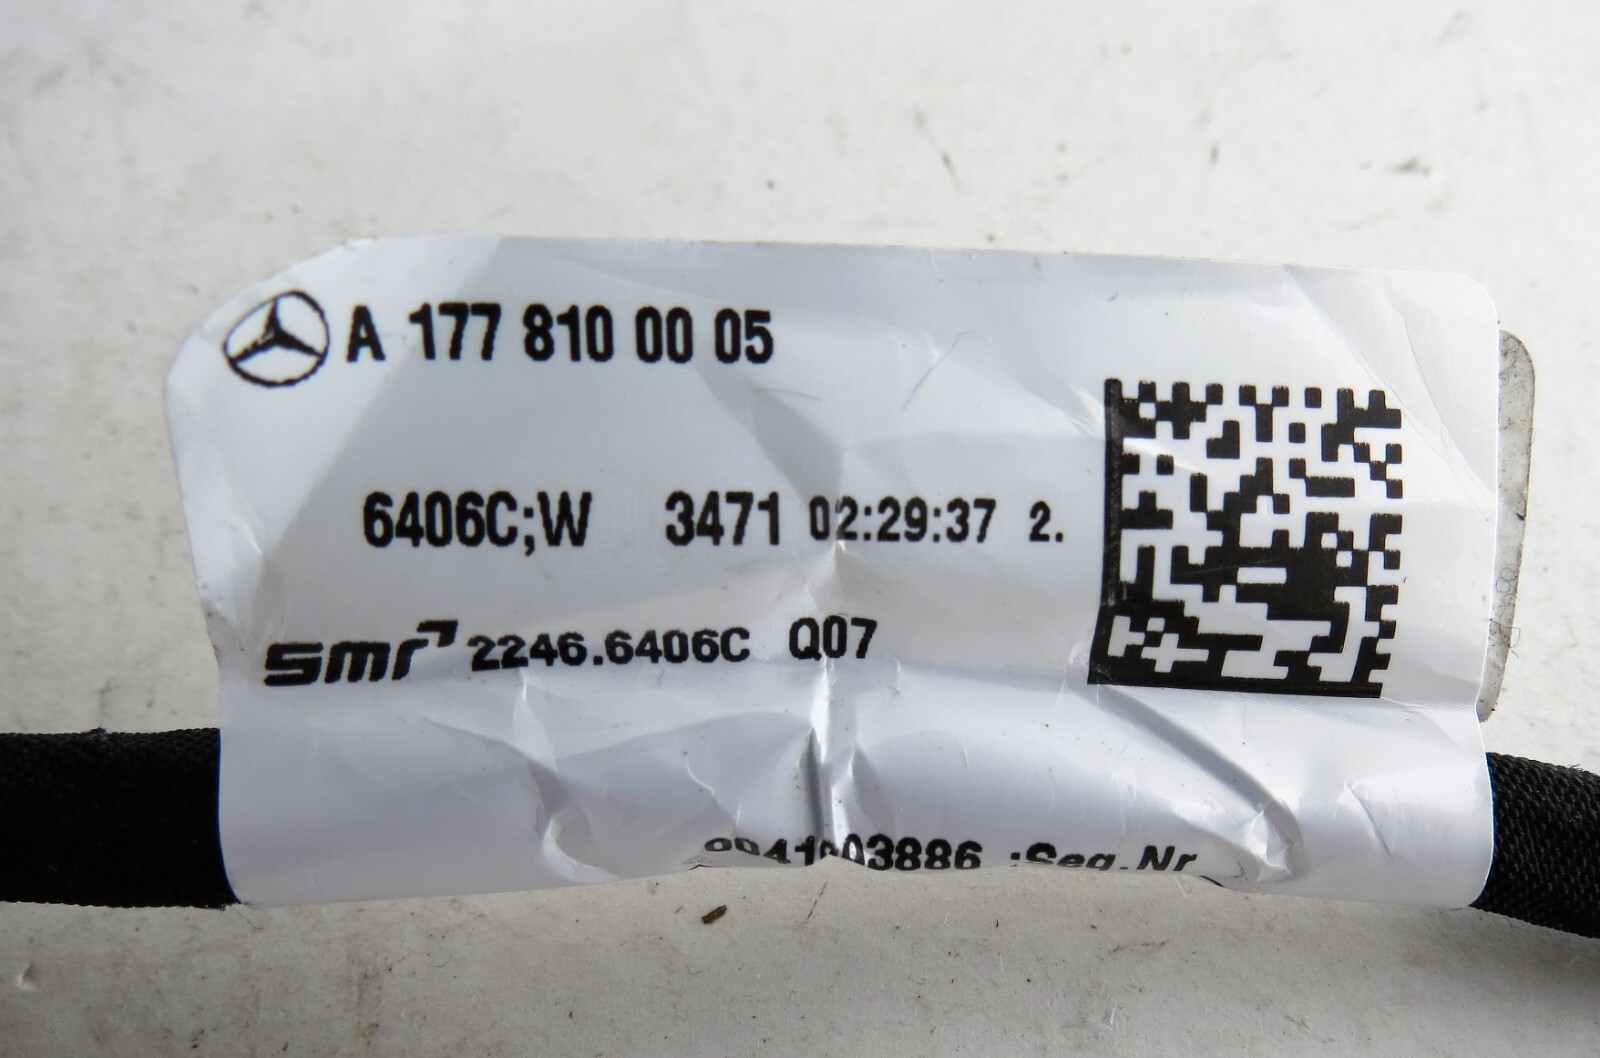 A 177 810 00 05
6406C;W 3471 02:29:37 2.
smr 2246.6406C Q07
:Seq.Nr